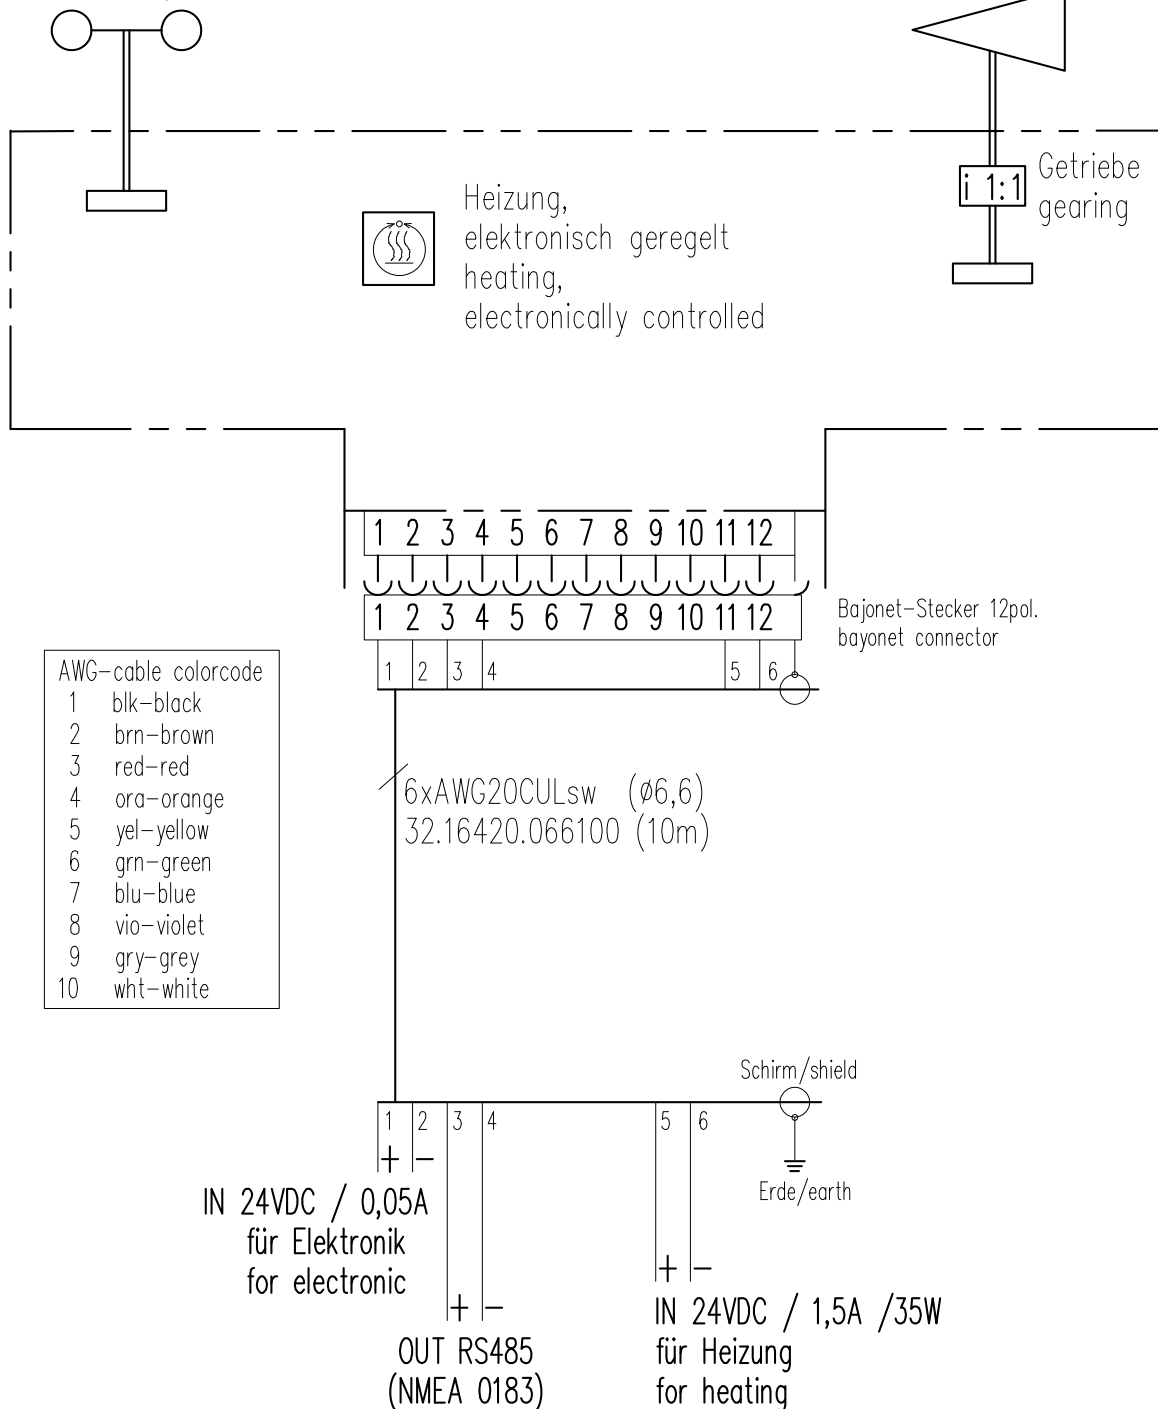 i 1:1
Getriebe
gearing
Heizung,
elektronisch geregelt
heating,
electronically controlled
1 2 3 4 5 6 7 8 9 10 11 12
1 2 3 4 5 6 7 8 9 10 11 12
Bajonet-Stecker 12pol.
bayonet connector
1 2 3 4 5 6
AWG-cable colorcode
1 blk-black
2 brn-brown
3 red-red
4 ora-orange
5 yel-yellow
6 grn-green
7 blu-blue
8 vio-violet
9 gry-grey
10 wht-white
6xAWG20CULsw (ø6,6)
32.16420.066100 (10m)
Schirm/shield
1 2 3 4 5 6
+ -
Erde/earth
IN 24VDC / 0,05A
für Elektronik
for electronic
+ -
OUT RS485
(NMEA 0183)
+ -
IN 24VDC / 1,5A /35W
für Heizung
for heating